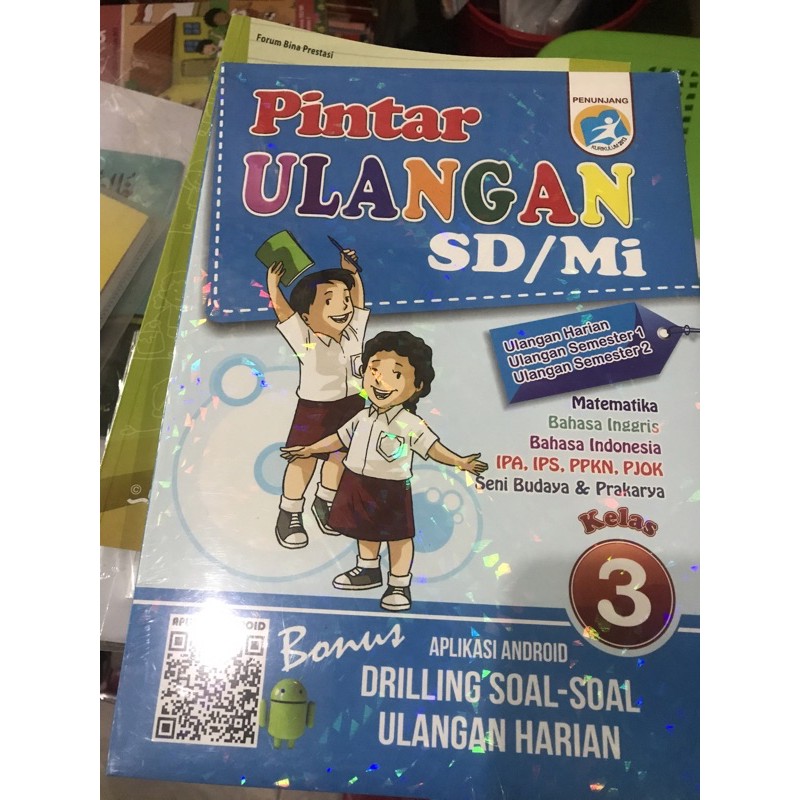 Forum Bina Prestasi
Pintar
PENUNJANG
KURIKULUM 2013
ULANGAN
SD/Mi
Ulangan Harian
Ulangan Semester 1
Ulangan Semester 2
Matematika
Bahasa Inggris
Bahasa Indonesia
IPA, IPS, PPKN, PJOK
Seni Budaya & Prakarya
Kelas
3
Bonus
APLIKASI ANDROID
DRILLING SOAL-SOAL
ULANGAN HARIAN